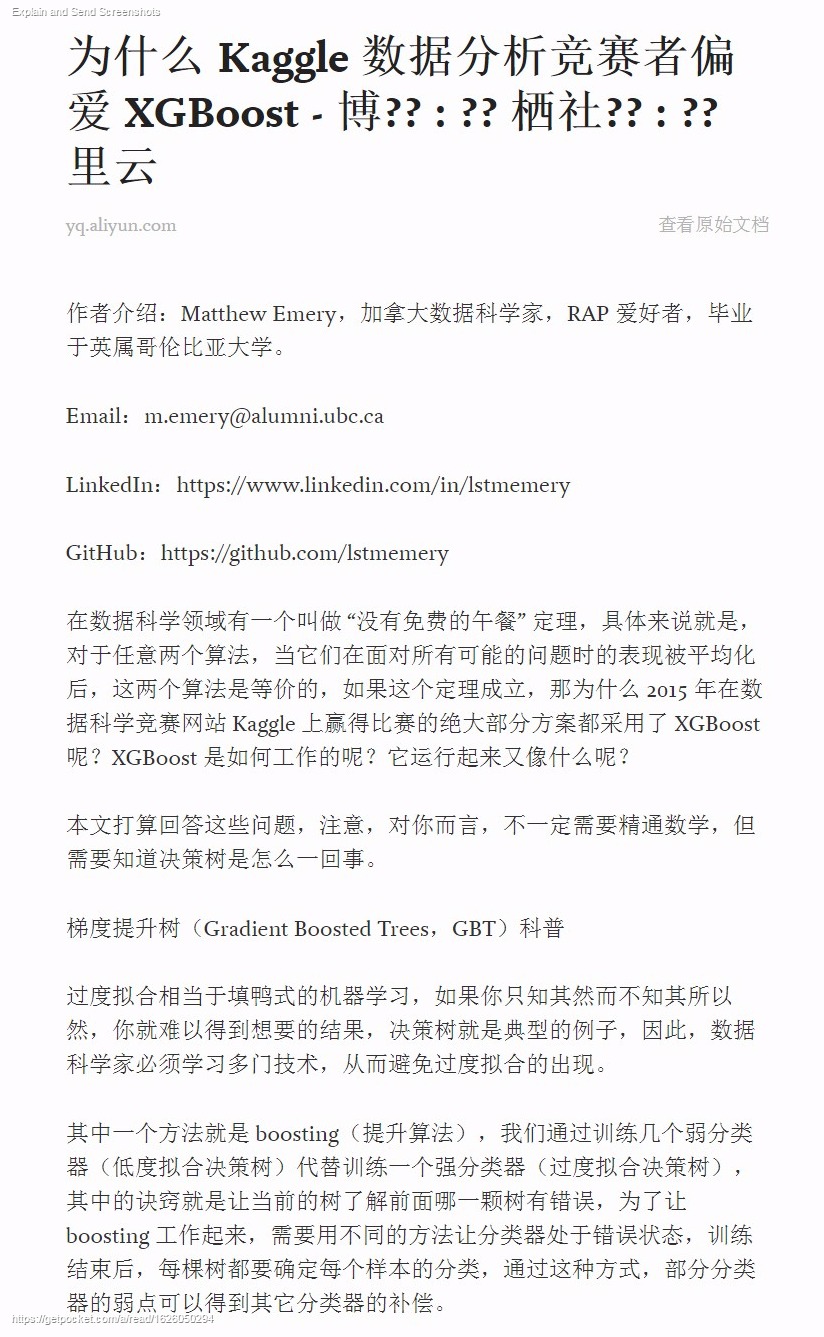 Explain and Send Screenshots
为什么 Kaggle 数据分析竞赛者偏
爱 XGBoost - 博?? : ?? 栖社?? : ??
里云
yq.aliyun.com 查看原始文档
作者介绍：Matthew Emery，加拿大数据科学家，RAP 爱好者，毕业
于英属哥伦比亚大学。
Email：m.emery@alumni.ubc.ca
LinkedIn：https://www.linkedin.com/in/lstmemery
GitHub：https://github.com/lstmemery
在数据科学领域有一个叫做 “没有免费的午餐” 定理，具体来说就是，
对于任意两个算法，当它们在面对所有可能的问题时的表现被平均化
后，这两个算法是等价的，如果这个定理成立，那为什么 2015 年在数
据科学竞赛网站 Kaggle 上赢得比赛的绝大部分方案都采用了 XGBoost
呢？XGBoost 是如何工作的呢？它运行起来又像什么呢？
本文打算回答这些问题，注意，对你而言，不一定需要精通数学，但
需要知道决策树是怎么一回事。
梯度提升树（Gradient Boosted Trees，GBT）科普
过度拟合相当于填鸭式的机器学习，如果你只知其然而不知其所以
然，你就难以得到想要的结果，决策树就是典型的例子，因此，数据
科学家必须学习多门技术，从而避免过度拟合的出现。
其中一个方法就是 boosting（提升算法），我们通过训练几个弱分类
器（低度拟合决策树）代替训练一个强分类器（过度拟合决策树），
其中的诀窍就是让当前的树了解前面哪一颗树有错误，为了让
boosting 工作起来，需要用不同的方法让分类器处于错误状态，训练
结束后，每棵树都要确定每个样本的分类，通过这种方式，部分分类
器的弱点可以得到其它分类器的补偿。
https://getpocket.com/a/read/1626050294